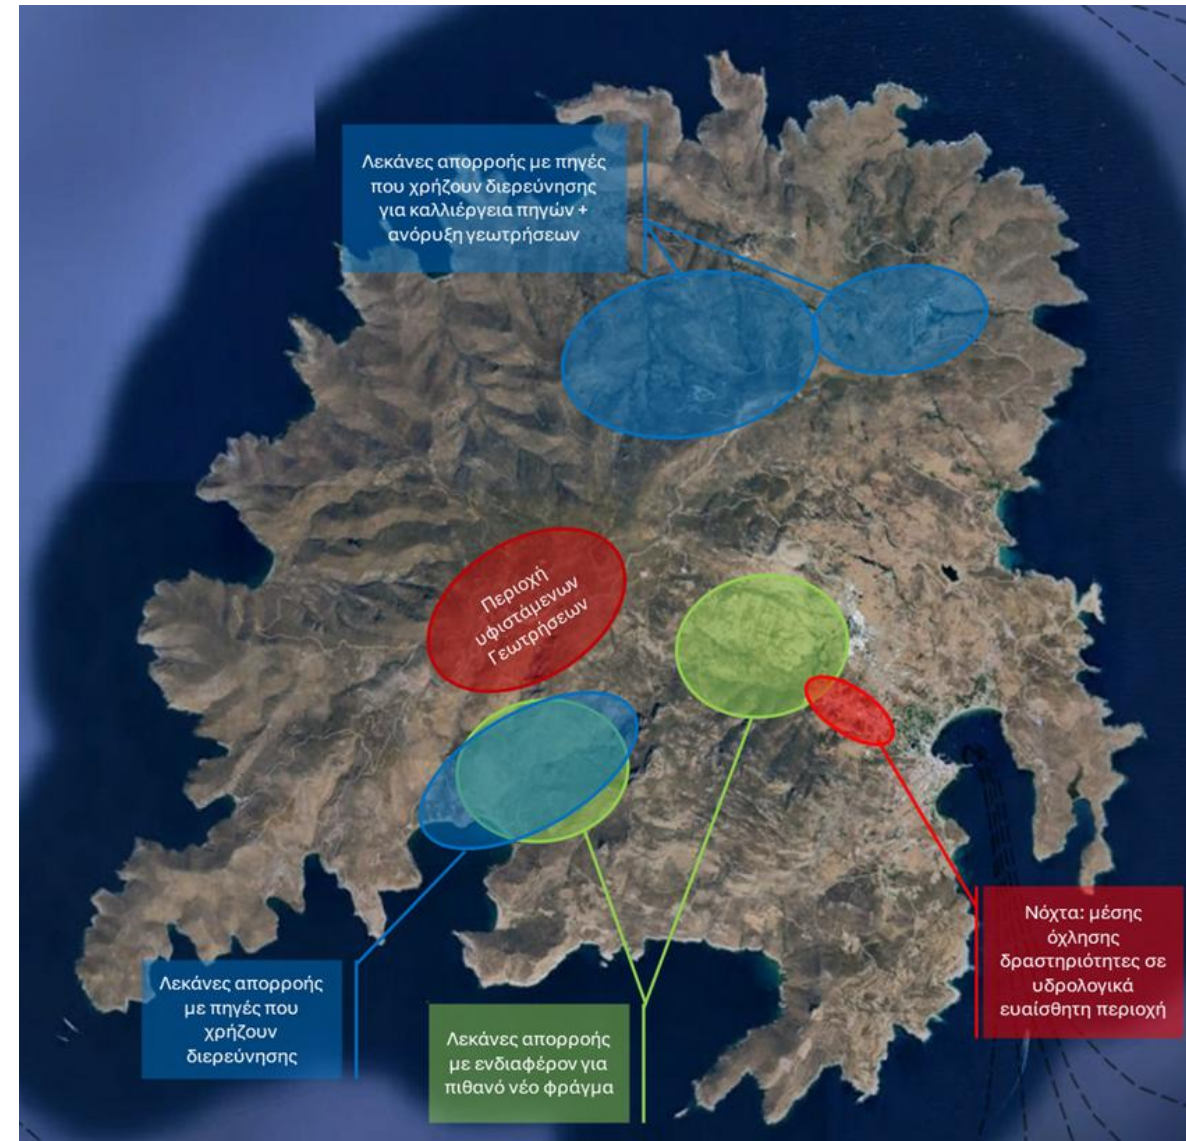 Λεκάνες απορροής με πηγές
που χρήζουν διερεύνησης
για καλλιέργεια πηγών +
ανόρυξη γεωτρήσεων
Περιοχή
υφιστάμενων
Γεωτρήσεων
Νόχτα: μέσης
όχλησης
δραστηριότητες σε
υδρολογικά
ευαίσθητη περιοχή
Λεκάνες απορροής
με πηγές που
χρήζουν
διερεύνησης
Λεκάνες απορροής
με ενδιαφέρον για
πιθανό νέο φράγμα